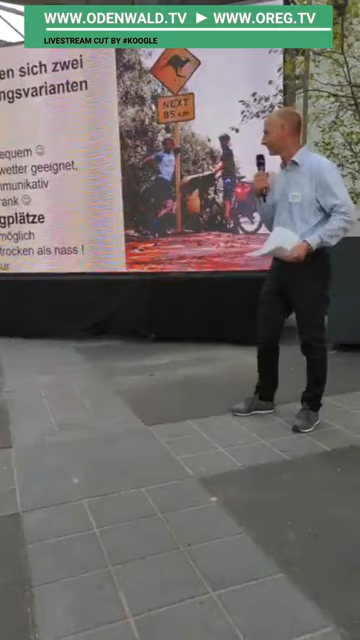 WWW.ODENWALD.TV ▶ WWW.OREG.TV
LIVESTREAM CUT BY #KOOGLE
en sich zwei
ngsvarianten
NEXT
85 km
equem ☺
wetter geeignet,
mmunikativ
rank ☺
gplätze
möglich
trocken als nass !
ur